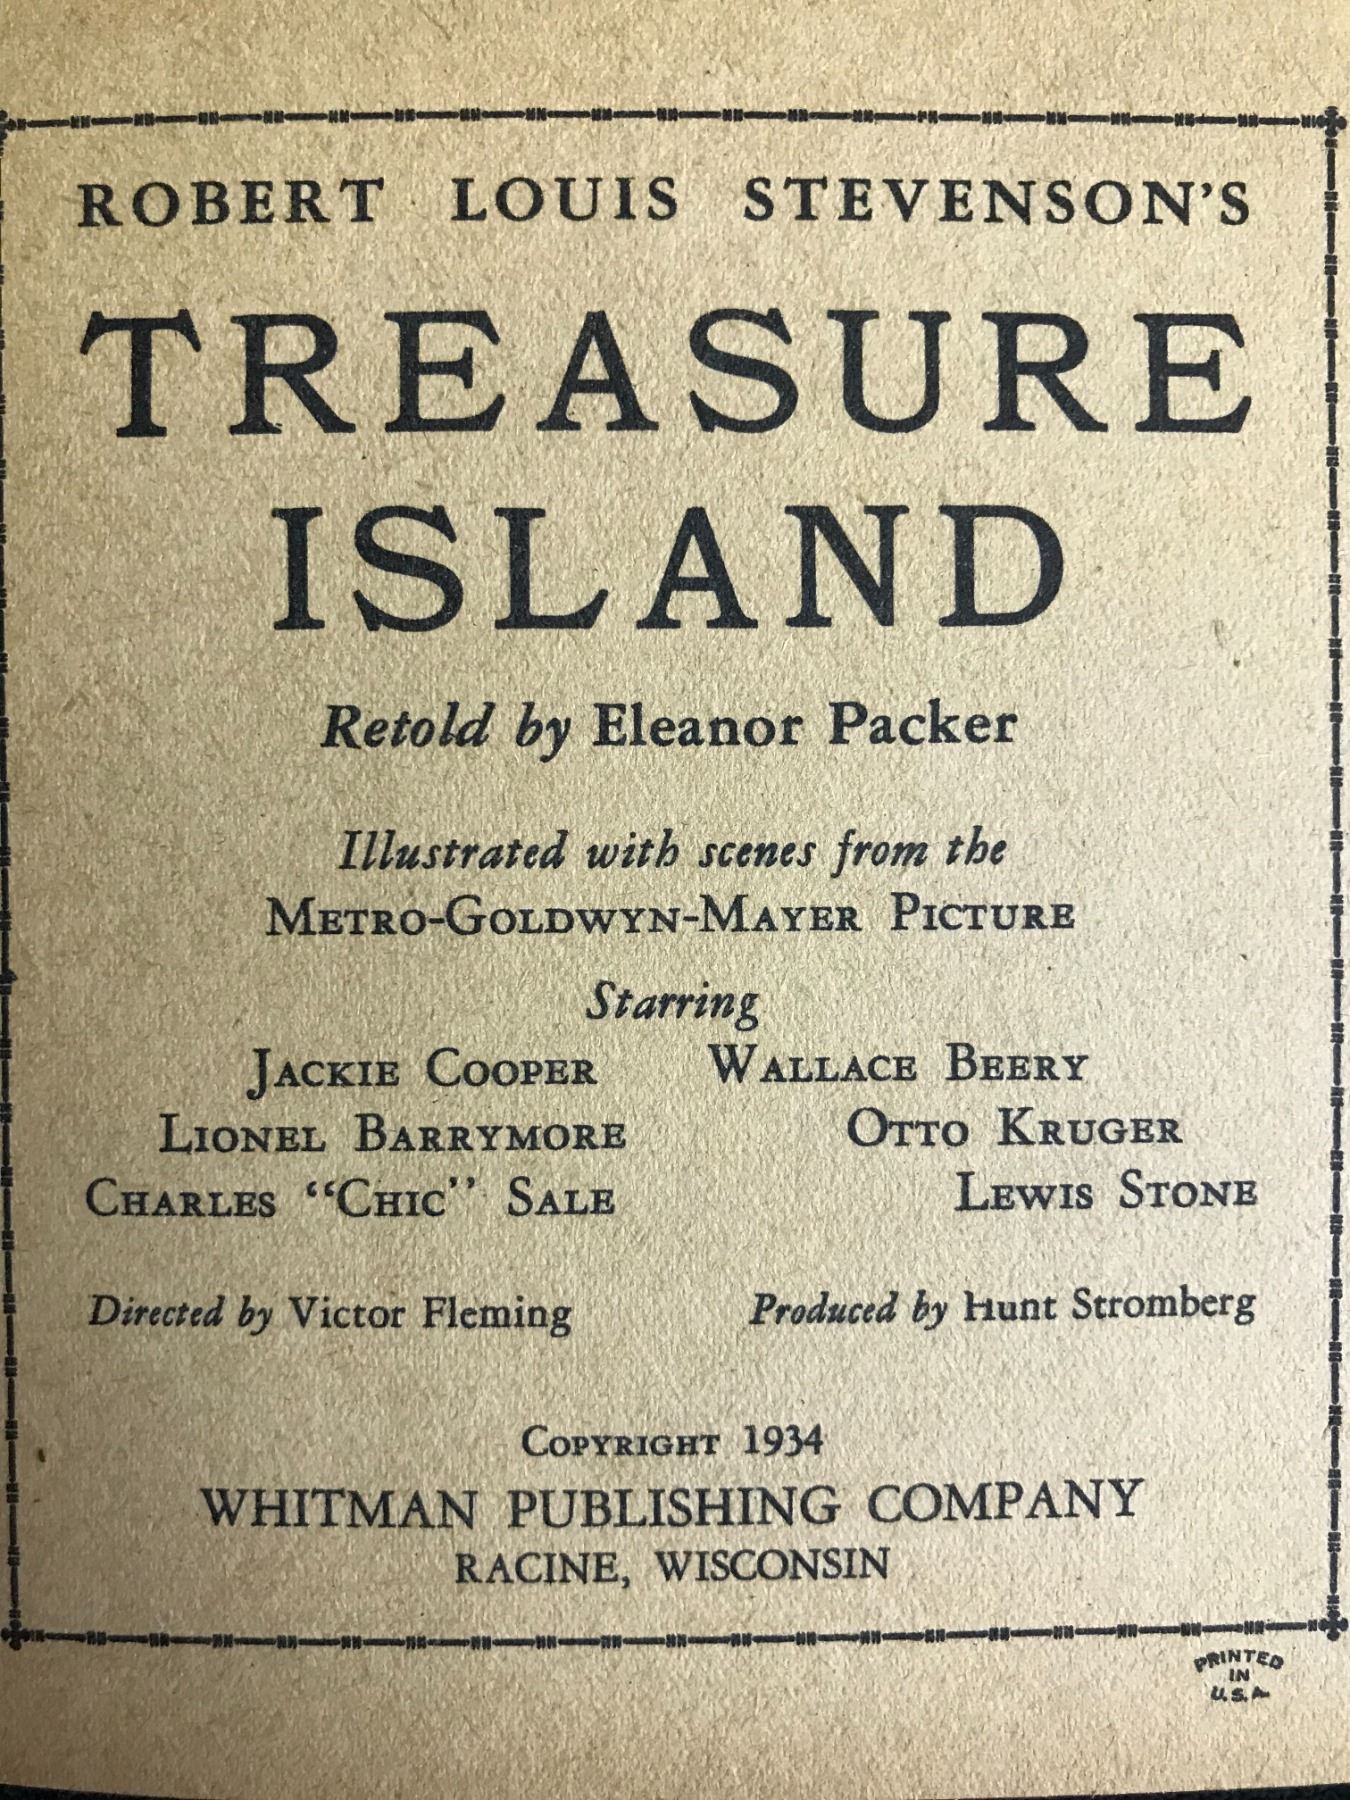 ROBERT LOUIS STEVENSON'S
TREASURE
ISLAND
Retold by Eleanor Packer
Illustrated with scenes from the
METRO-GOLDWYN-MAYER PICTURE
Starring
JACKIE COOPER WALLACE BEERY
LIONEL BARRYMORE OTTO KRUGER
CHARLES "CHIC" SALE LEWIS STONE
Directed by Victor Fleming Produced by Hunt Stromberg
COPYRIGHT 1934
WHITMAN PUBLISHING COMPANY
RACINE, WISCONSIN
PRINTED
IN
U.S.A.